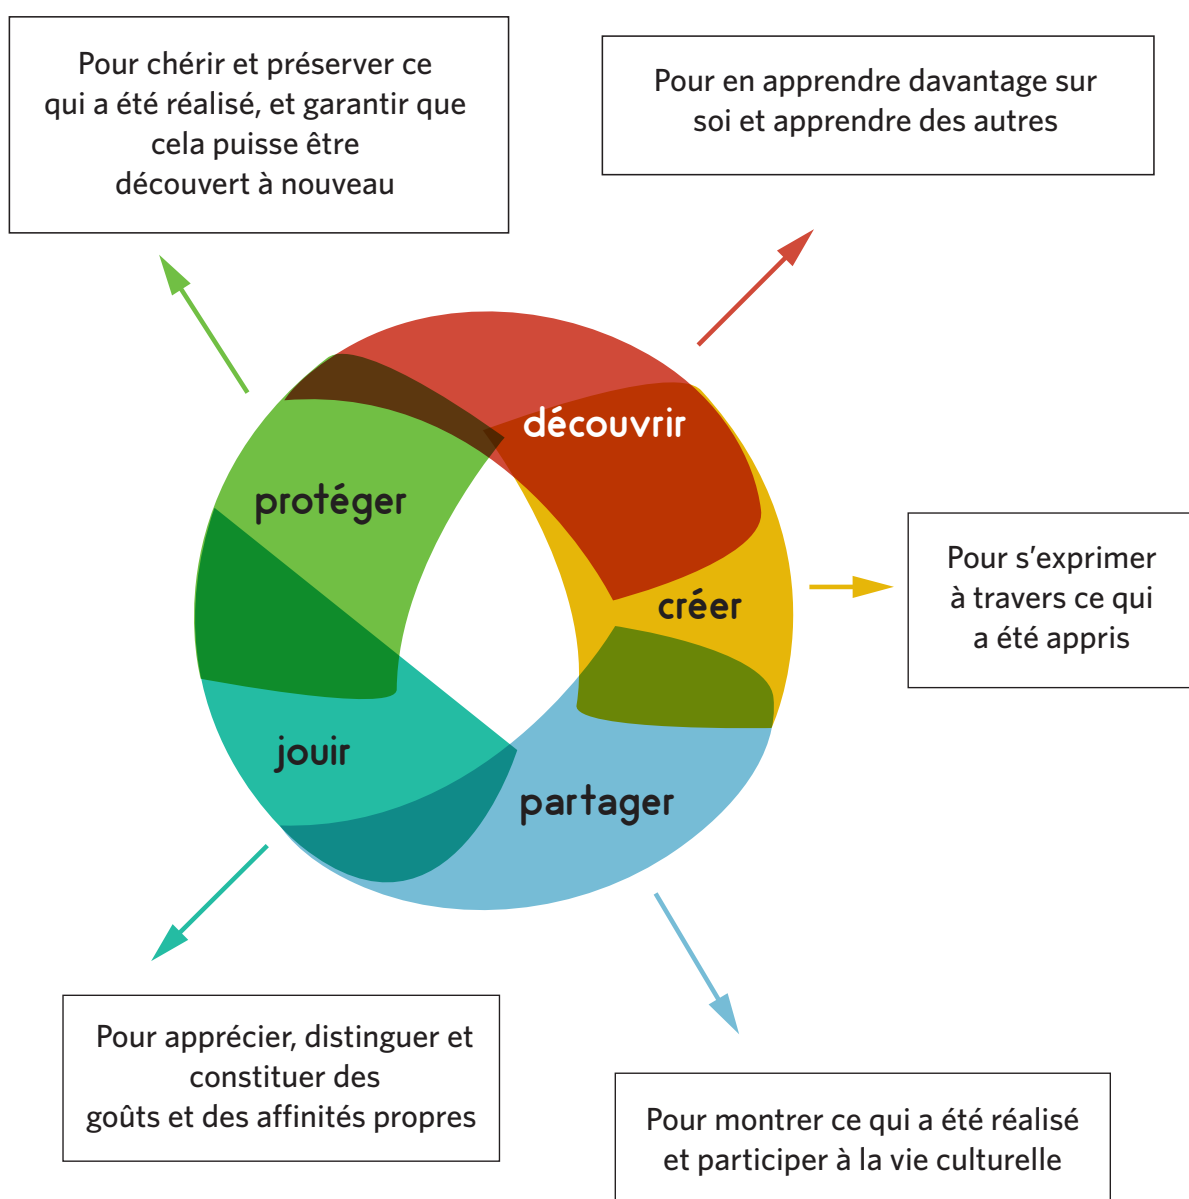 Pour chérir et préserver ce
qui a été réalisé, et garantir que
cela puisse être
découvert à nouveau
Pour en apprendre davantage sur
soi et apprendre des autres
découvrir
protéger
Pour s'exprimer
à travers ce qui
a été appris
créer
jouir
partager
Pour apprécier, distinguer et
constituer des
goûts et des affinités propres
Pour montrer ce qui a été réalisé
et participer à la vie culturelle